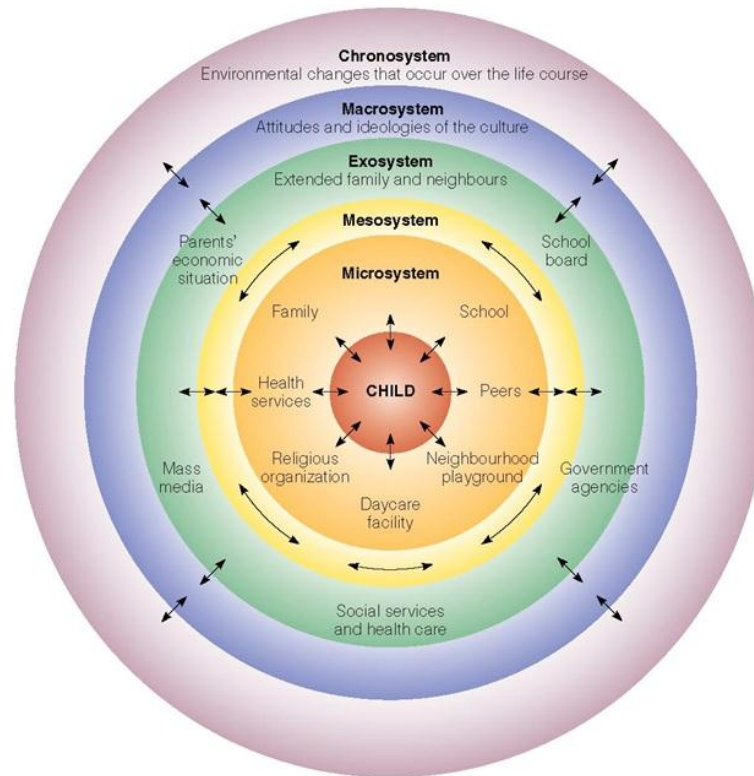 Chronosystem
Environmental changes that occur over the life course
Macrosystem
Attitudes and ideologies of the culture
Exosystem
Extended family and neighbours
Mesosystem
Parents'
economic
situation
School
board
Microsystem
Family
School
Health
services
CHILD
Peers
Religious
organization
Neighbourhood
playground
Mass
media
Government
agencies
Daycare
facility
Social services
and health care